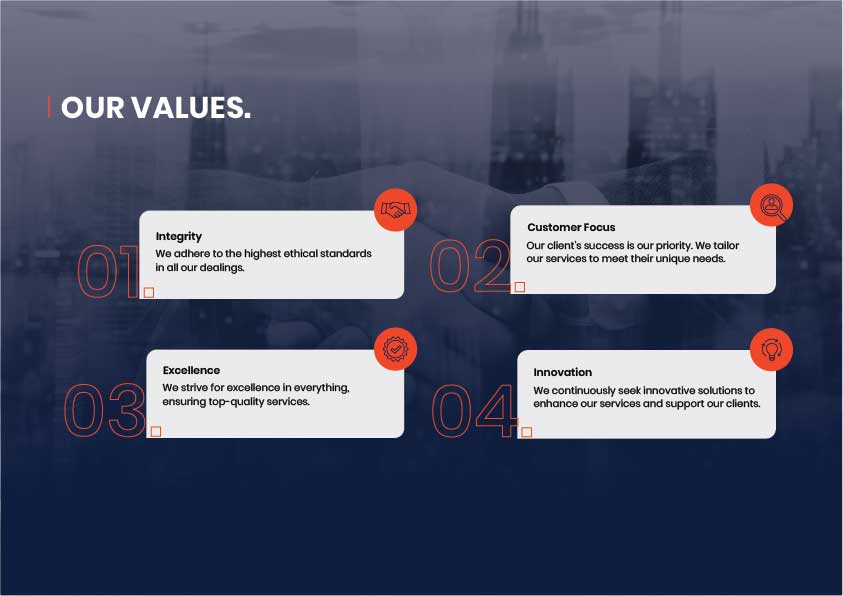 OUR VALUES.
01
Integrity
We adhere to the highest ethical standards
in all our dealings.
02
Customer Focus
Our client's success is our priority. We tailor
our services to meet their unique needs.
03
Excellence
We strive for excellence in everything,
ensuring top-quality services.
04
Innovation
We continuously seek innovative solutions to
enhance our services and support our clients.